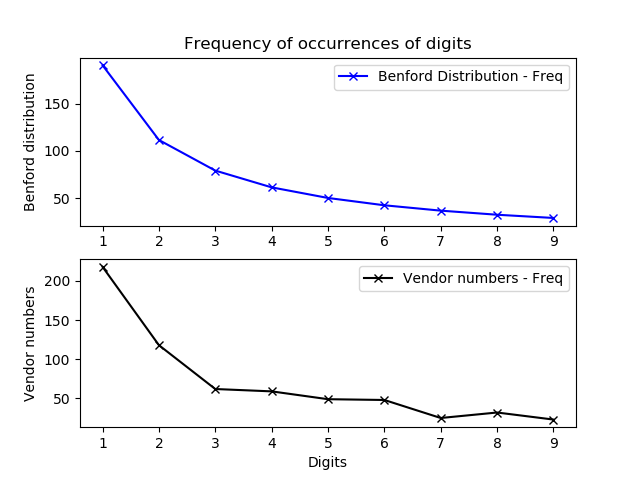 Frequency of occurrences of digits
Benford distribution
Benford Distribution - Freq
150
100
50
1 2 3 4 5 6 7 8 9
Vendor numbers
Vendor numbers - Freq
200
150
100
50
1 2 3 4 5 6 7 8 9
Digits